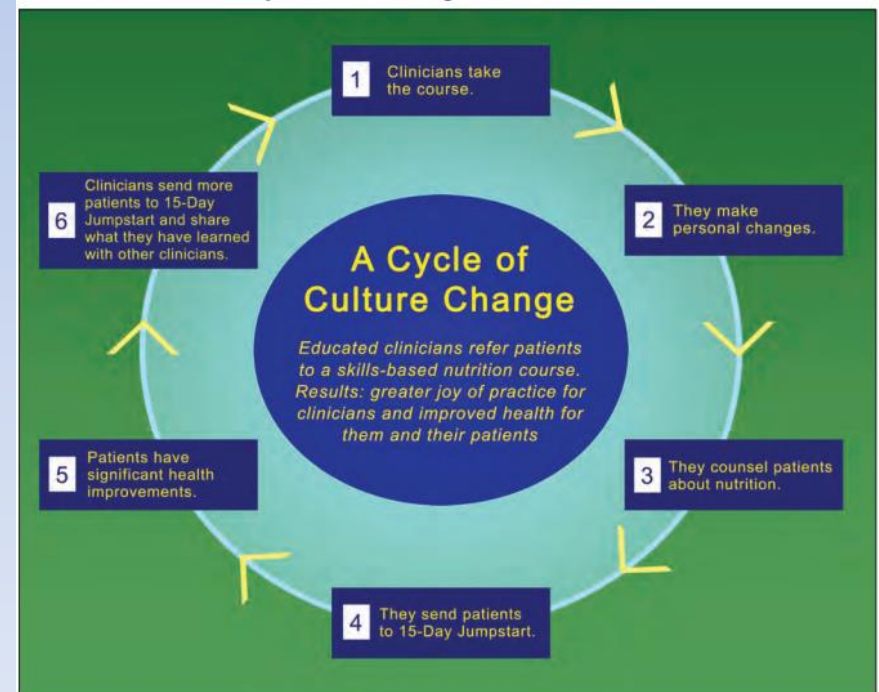 1
Clinicians take
the course.
2
They make
personal changes.
3
They counsel patients
about nutrition.
4
They send patients
to 15-Day Jumpstart.
5
Patients have
significant health
improvements.
6
Clinicians send more
patients to 15-Day
Jumpstart and share
what they have learned
with other clinicians.
A Cycle of
Culture Change
Educated clinicians refer patients
to a skills-based nutrition course.
Results: greater joy of practice for
clinicians and improved health for
them and their patients